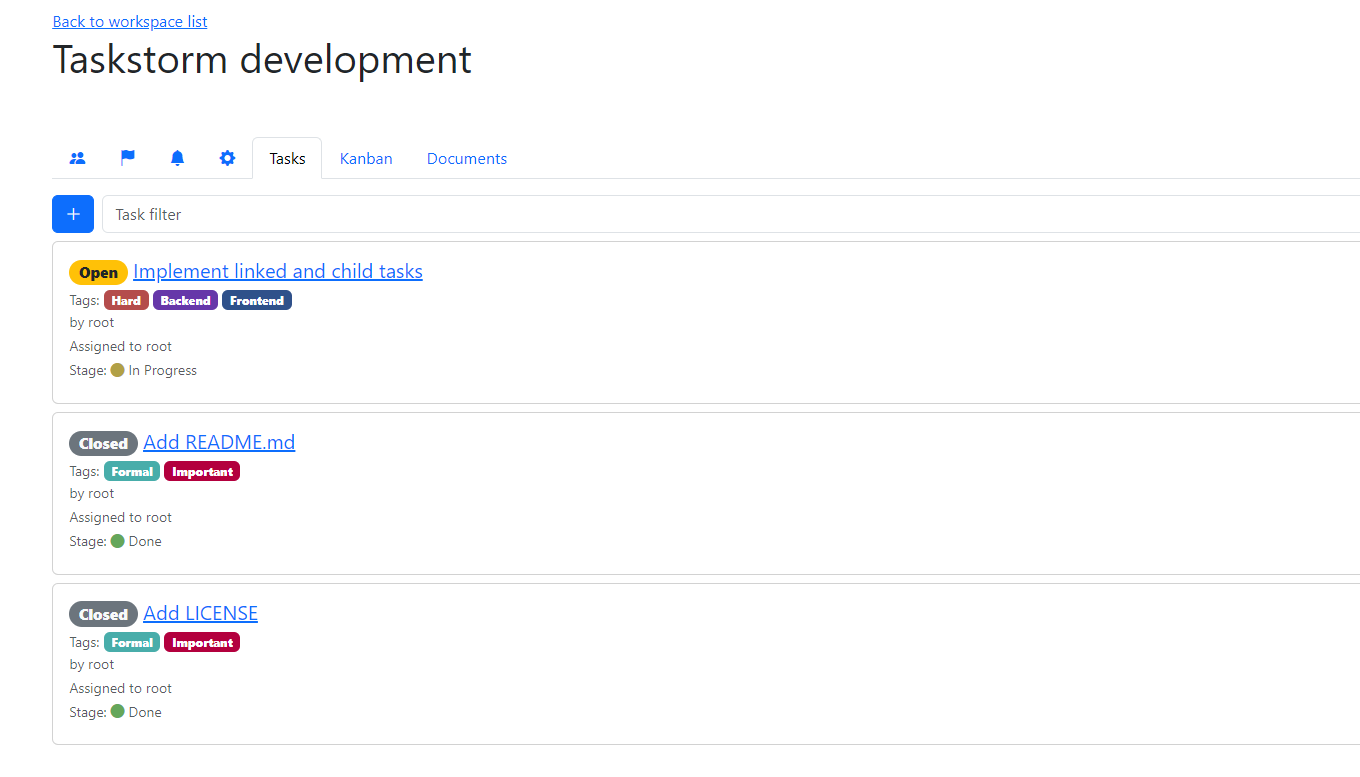 Back to workspace list
Taskstorm development
Tasks Kanban Documents
+ Task filter
Open Implement linked and child tasks
Tags: Hard Backend Frontend
by root
Assigned to root
Stage: In Progress
Closed Add README.md
Tags: Formal Important
by root
Assigned to root
Stage: Done
Closed Add LICENSE
Tags: Formal Important
by root
Assigned to root
Stage: Done